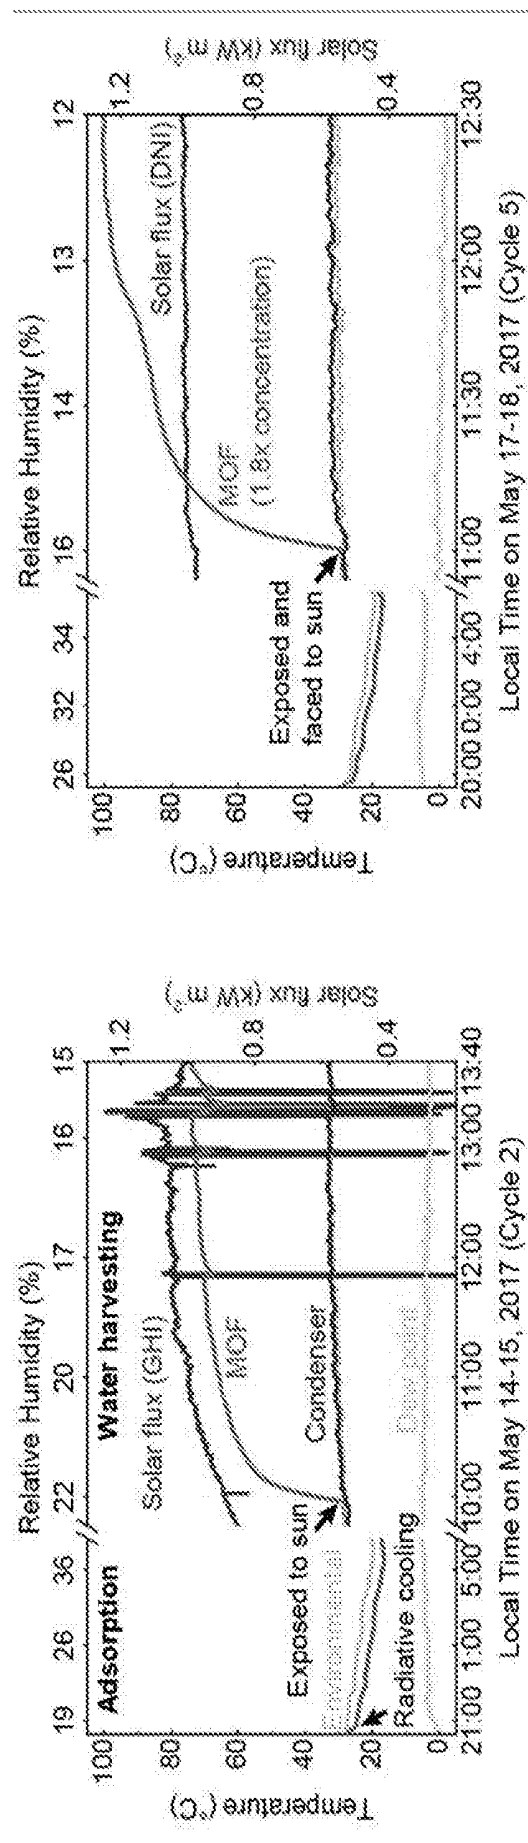 Relative Humidity (%)
19 26 36 22 20 17 16 15
Adsorption
Water harvesting
Solar flux (GHI)
MOF
Exposed to sun
Environmental
Condenser
Dew point
Radiative cooling
Temperature (°C)
100
80
60
40
20
0
Solar flux (kW m⁻²)
1.2
0.8
0.4
21:00 1:00 5:00 10:00 11:00 12:00 13:00 13:40
Local Time on May 14-15, 2017 (Cycle 2)
Relative Humidity (%)
26 32 34 16 14 13 12
Solar flux (DNI)
MOF
(1.8x concentration)
Exposed and
faced to sun
Temperature (°C)
100
80
60
40
20
0
Solar flux (kW m⁻²)
1.2
0.8
0.4
20:00 0:00 4:00 11:00 11:00 11:30 12:00 12:30
Local Time on May 17-18, 2017 (Cycle 5)